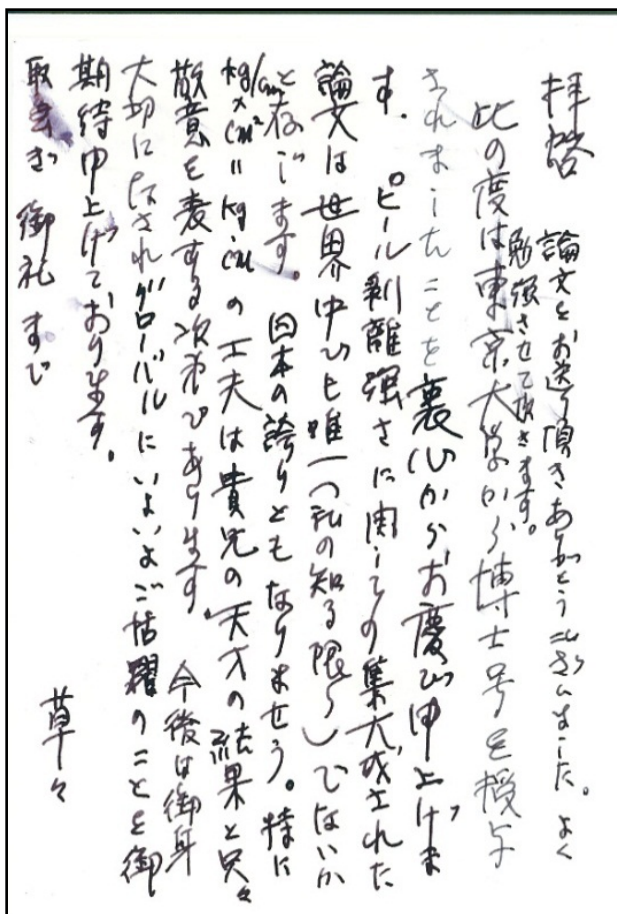 拝啓
論文をお送り頂きありがとうございました。よく
勉強させて頂きます。
此の度は東京大学から博士号を授与
されましたことを裏心からお慶び申上げま
す。ピール剥離強さに関しての集大成された
論文は世界中でも唯一(私の知る限り)でないか
と存じます。日本の誇りともなりませう。特に
kg/cm²×cm²=kg・cmの工夫は貴兄の天才の結果と只々
敬意を表する次第であります。今後は御身
大切になされグローバルにいよいよご活躍のことを御
期待申上げております。
取急ぎ御礼まで
草々